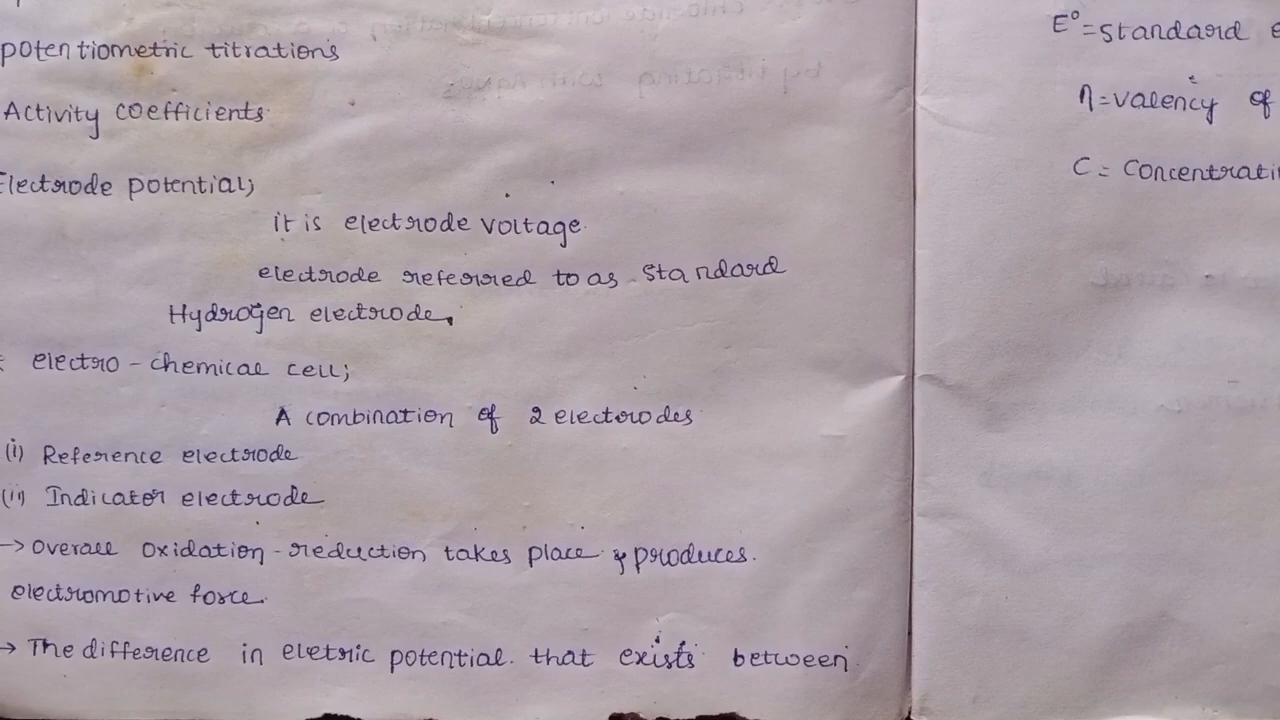 potentiometric titrations
Activity coefficients
Electrode potential;
it is electrode voltage.
electrode referred to as standard
Hydrogen electrode.
electro-chemical cell;
A combination of 2 electrodes
(i) Reference electrode
(ii) Indicator electrode
→ Overall oxidation-reduction takes place & produces.
electromotive force.
→ The difference in eletric potential. that exists between
E°=standard
n=valency of
C = Concentrati